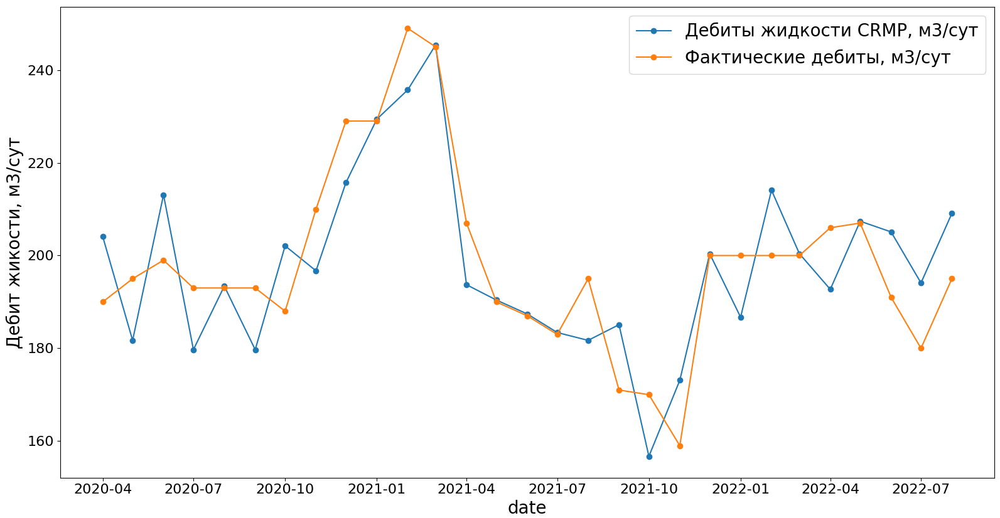 Дебиты жидкости CRMP, м3/сут
Фактические дебиты, м3/сут
Дебит жикости, м3/сут
240
220
200
180
160
2020-04 2020-07 2020-10 2021-01 2021-04 2021-07 2021-10 2022-01 2022-04 2022-07
date